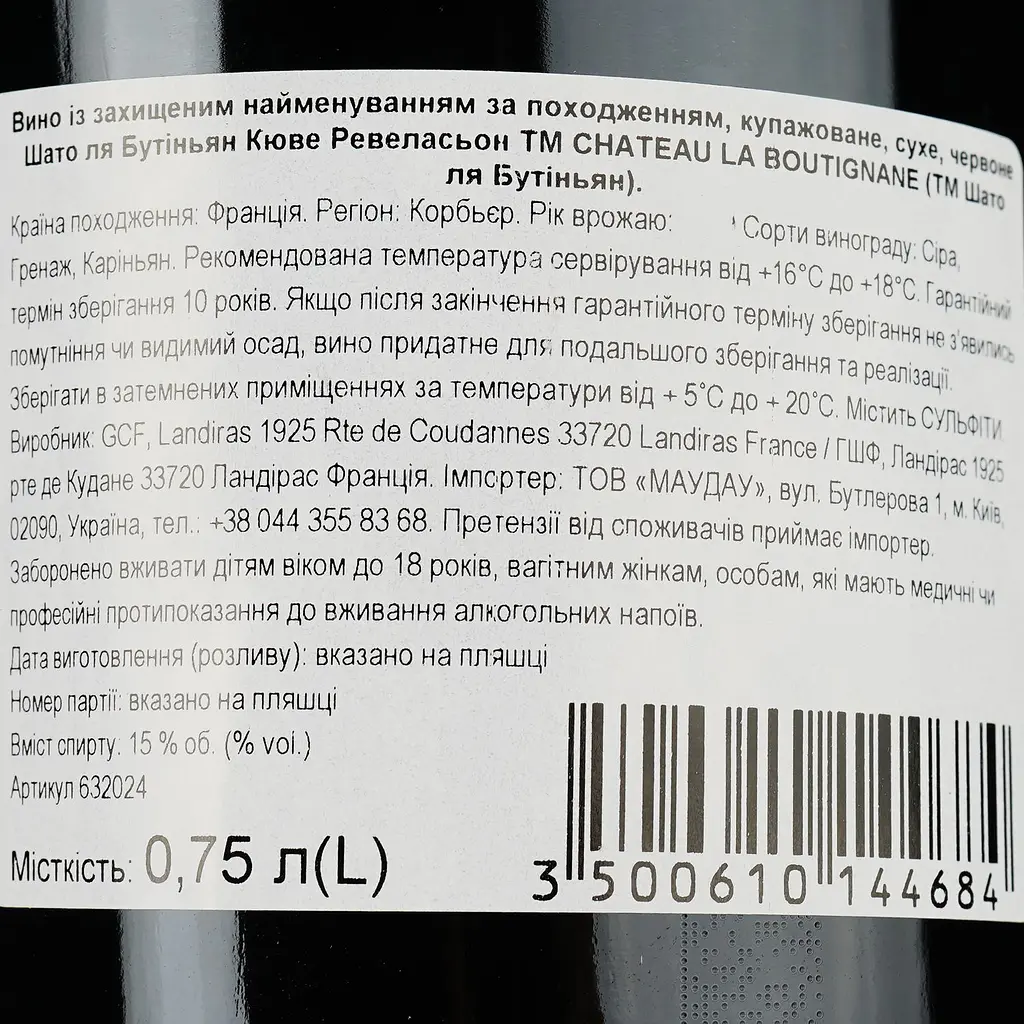 Вино із захищеним найменуванням за походженням, купажоване, сухе, червоне
Шато ля Бутіньян Кюве Ревеласьон ТМ CHATEAU LA BOUTIGNANE (ТМ Шато
ля Бутіньян).
Країна походження: Франція. Регіон: Корбьєр. Рік врожаю: Сорти винограду: Сіра,
Гренаж, Каріньян. Рекомендована температура сервірування від +16°С до +18°С. Гарантійний
термін зберігання 10 років. Якщо після закінчення гарантійного терміну зберігання не з'явились
помутніння чи видимий осад, вино придатне для подальшого зберігання та реалізації.
Зберігати в затемнених приміщеннях за температури від + 5°С до + 20°С. Містить СУЛЬФІТИ.
Виробник: GCF, Landiras 1925 Rte de Coudannes 33720 Landiras France / ГШФ, Ландірас 1925
рте де Кудане 33720 Ландірас Франція. Імпортер: ТОВ «МАУДАУ», вул. Бутлерова 1, м. Київ,
02090, Україна, тел.: +38 044 355 83 68. Претензії від споживачів приймає імпортер.
Заборонено вживати дітям віком до 18 років, вагітним жінкам, особам, які мають медичні чи
професійні протипоказання до вживання алкогольних напоїв.
Дата виготовлення (розливу): вказано на пляшці
Номер партії: вказано на пляшці
Вміст спирту: 15 % об. (% vol.)
Артикул 632024
Місткість: 0,75 л(L)
3 500610 144684